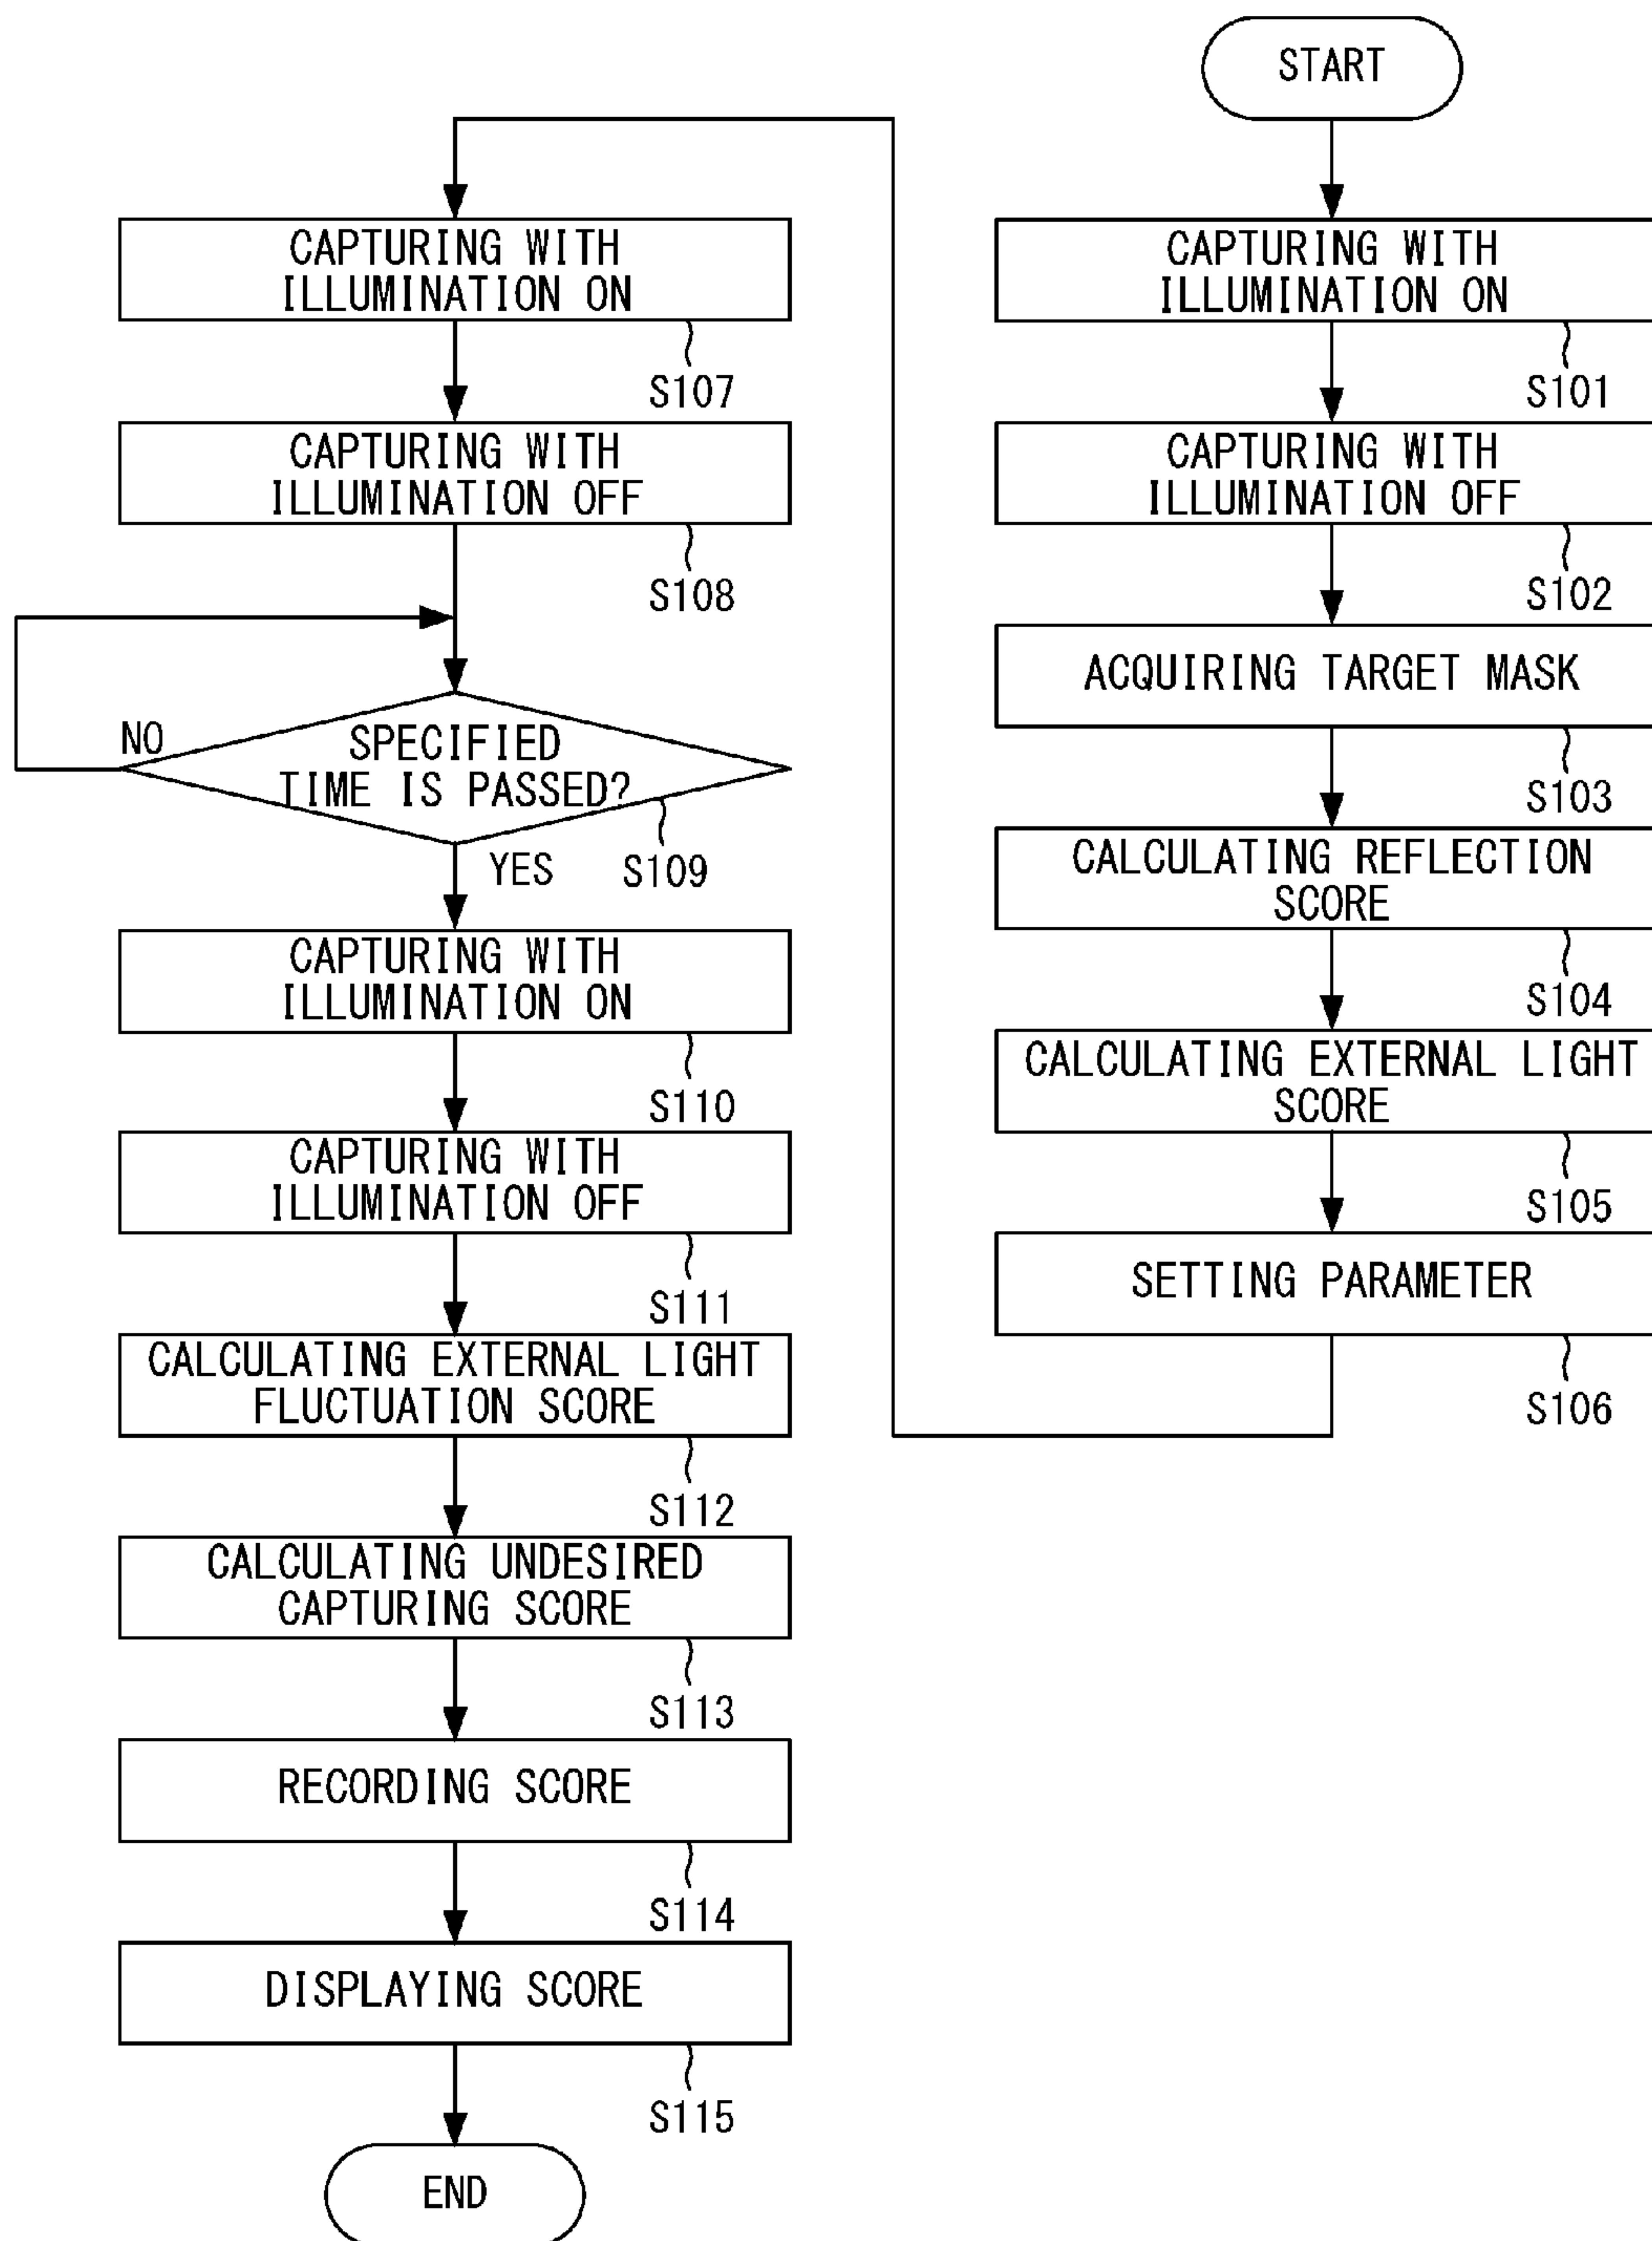 START
CAPTURING WITH
ILLUMINATION ON
S101
CAPTURING WITH
ILLUMINATION OFF
S102
ACQUIRING TARGET MASK
S103
CALCULATING REFLECTION
SCORE
S104
CALCULATING EXTERNAL LIGHT
SCORE
S105
SETTING PARAMETER
S106
CAPTURING WITH
ILLUMINATION ON
S107
CAPTURING WITH
ILLUMINATION OFF
S108
NO
SPECIFIED
TIME IS PASSED?
YES
S109
CAPTURING WITH
ILLUMINATION ON
S110
CAPTURING WITH
ILLUMINATION OFF
S111
CALCULATING EXTERNAL LIGHT
FLUCTUATION SCORE
S112
CALCULATING UNDESIRED
CAPTURING SCORE
S113
RECORDING SCORE
S114
DISPLAYING SCORE
S115
END